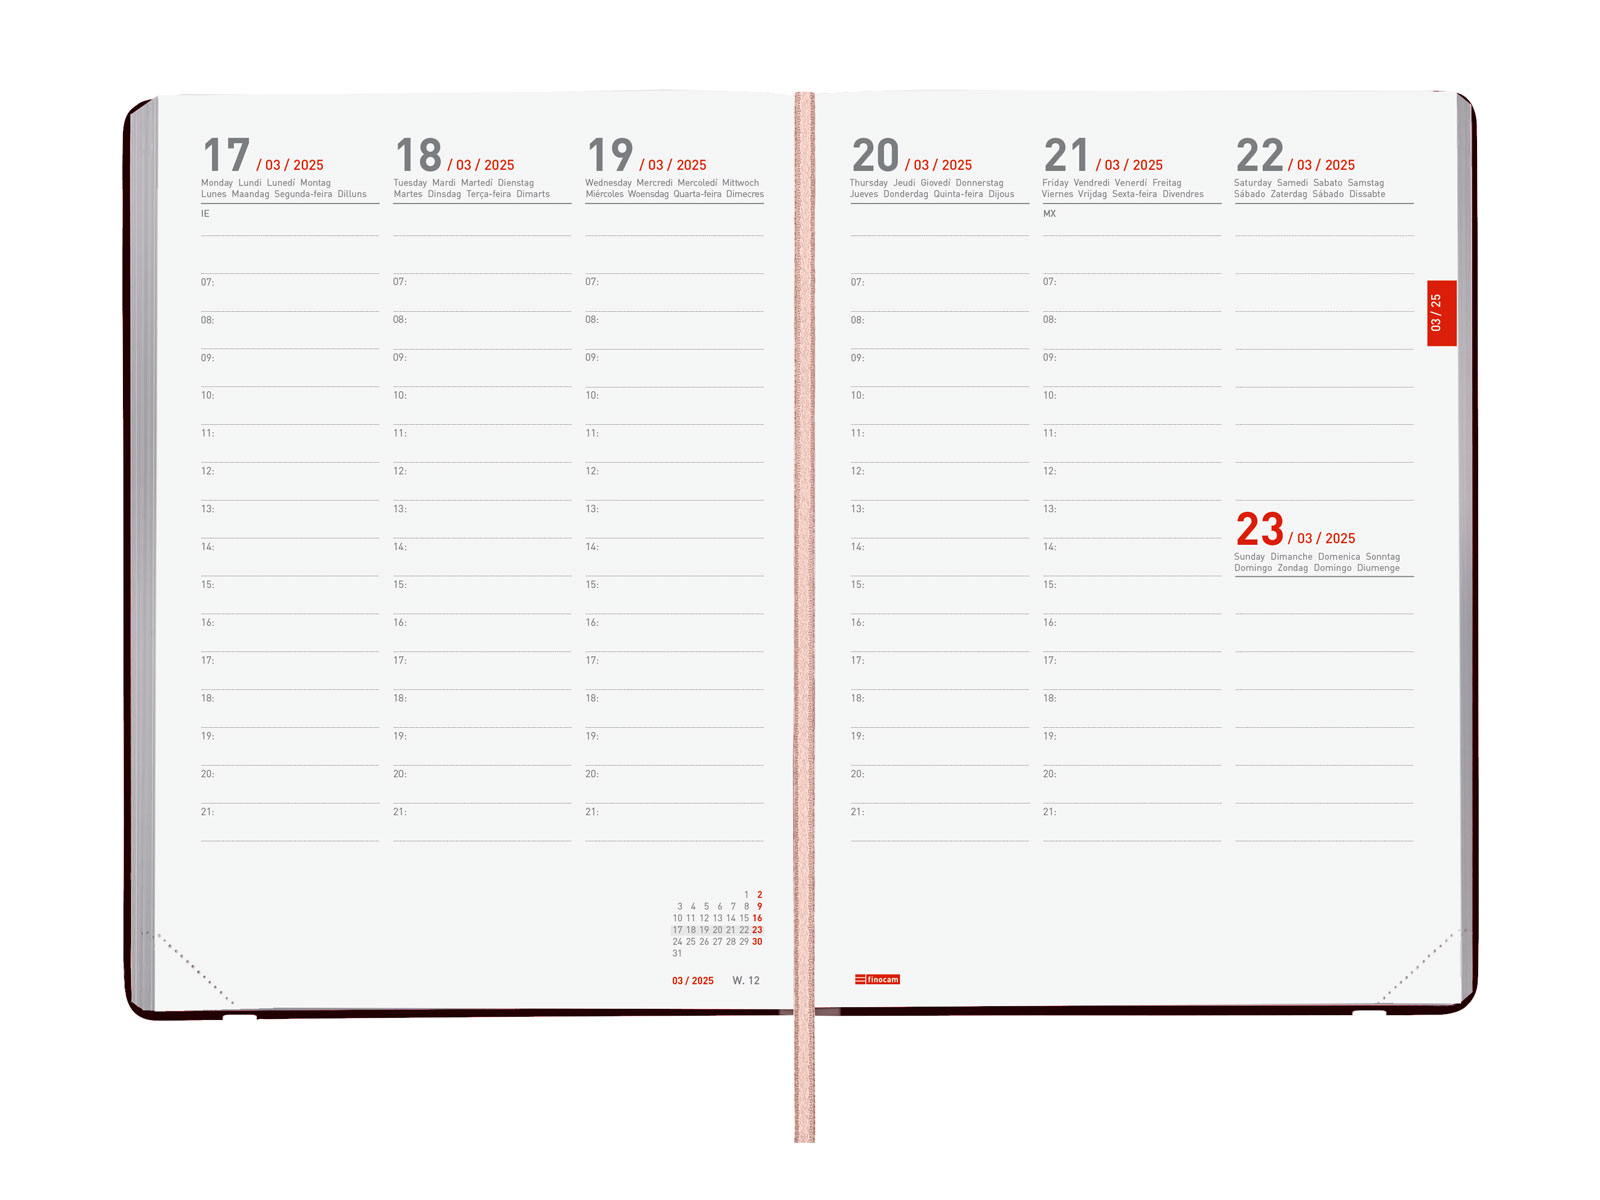 17 / 03 / 2025
Monday Lundi Lunedì Montag
Lunes Maandag Segunda-feira Dilluns
IE
07:
08:
09:
10:
11:
12:
13:
14:
15:
16:
17:
18:
19:
20:
21:
18 / 03 / 2025
Tuesday Mardi Martedì Dienstag
Martes Dinsdag Terça-feira Dimarts
07:
08:
09:
10:
11:
12:
13:
14:
15:
16:
17:
18:
19:
20:
21:
19 / 03 / 2025
Wednesday Mercredi Mercoledì Mittwoch
Miércoles Woensdag Quarta-feira Dimecres
07:
08:
09:
10:
11:
12:
13:
14:
15:
16:
17:
18:
19:
20:
21:
1 2
3 4 5 6 7 8 9
10 11 12 13 14 15 16
17 18 19 20 21 22 23
24 25 26 27 28 29 30
31
03 / 2025 W. 12
20 / 03 / 2025
Thursday Jeudi Giovedì Donnerstag
Jueves Donderdag Quinta-feira Dijous
07:
08:
09:
10:
11:
12:
13:
14:
15:
16:
17:
18:
19:
20:
21:
finocam
21 / 03 / 2025
Friday Vendredi Venerdì Freitag
Viernes Vrijdag Sexta-feira Divendres
MX
07:
08:
09:
10:
11:
12:
13:
14:
15:
16:
17:
18:
19:
20:
21:
22 / 03 / 2025
Saturday Samedi Sabato Samstag
Sábado Zaterdag Sábado Dissabte
23 / 03 / 2025
Sunday Dimanche Domenica Sonntag
Domingo Zondag Domingo Diumenge
03 / 25